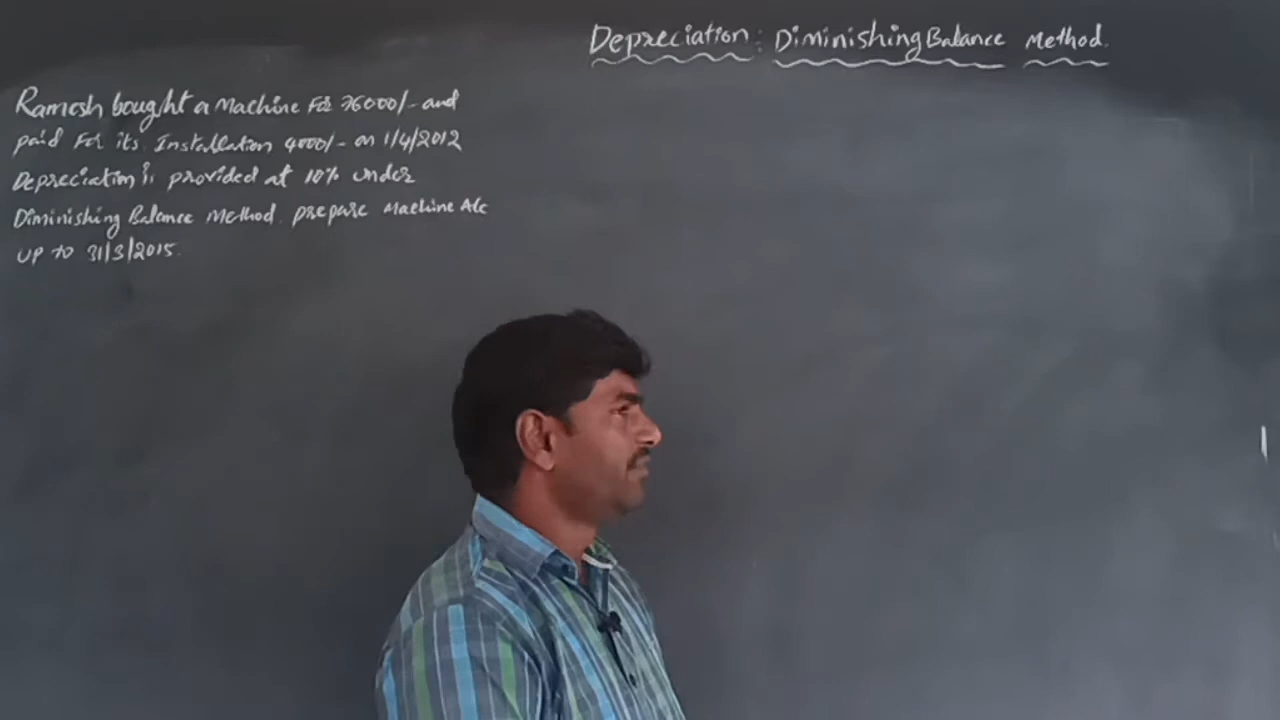 Depreciation: Diminishing Balance Method.
Ramesh bought a Machine For 36000/- and
paid For its Installation 4000/- on 1/4/2012
Depreciation is provided at 10% under
Diminishing Balance Method. prepare Machine A/c
UP to 31/3/2015.